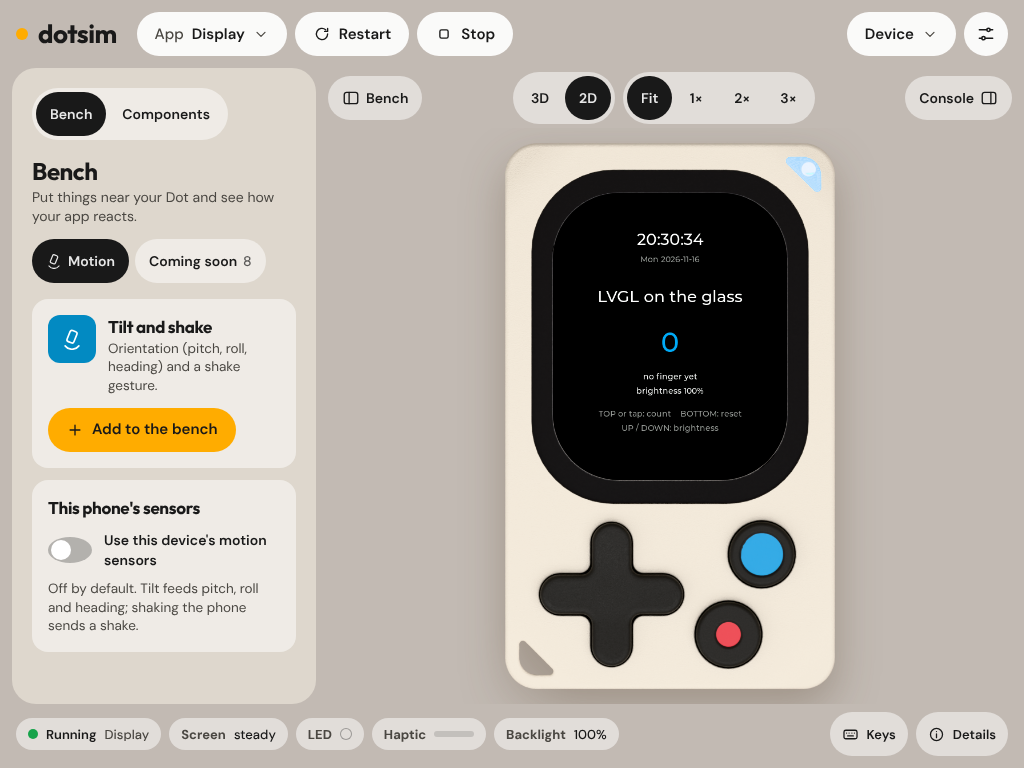 dotsim
App Display
Restart
Stop
Device
Bench
Components
Bench
3D
2D
Fit
1×
2×
3×
Console
Bench
Put things near your Dot and see how
your app reacts.
Motion
Coming soon 8
Tilt and shake
Orientation (pitch, roll,
heading) and a shake
gesture.
+ Add to the bench
This phone's sensors
Use this device's motion
sensors
Off by default. Tilt feeds pitch, roll
and heading; shaking the phone
sends a shake.
20:30:34
Mon 2026-11-16
LVGL on the glass
0
no finger yet
brightness 100%
TOP or tap: count BOTTOM: reset
UP / DOWN: brightness
Running Display
Screen steady
LED
Haptic
Backlight 100%
Keys
Details